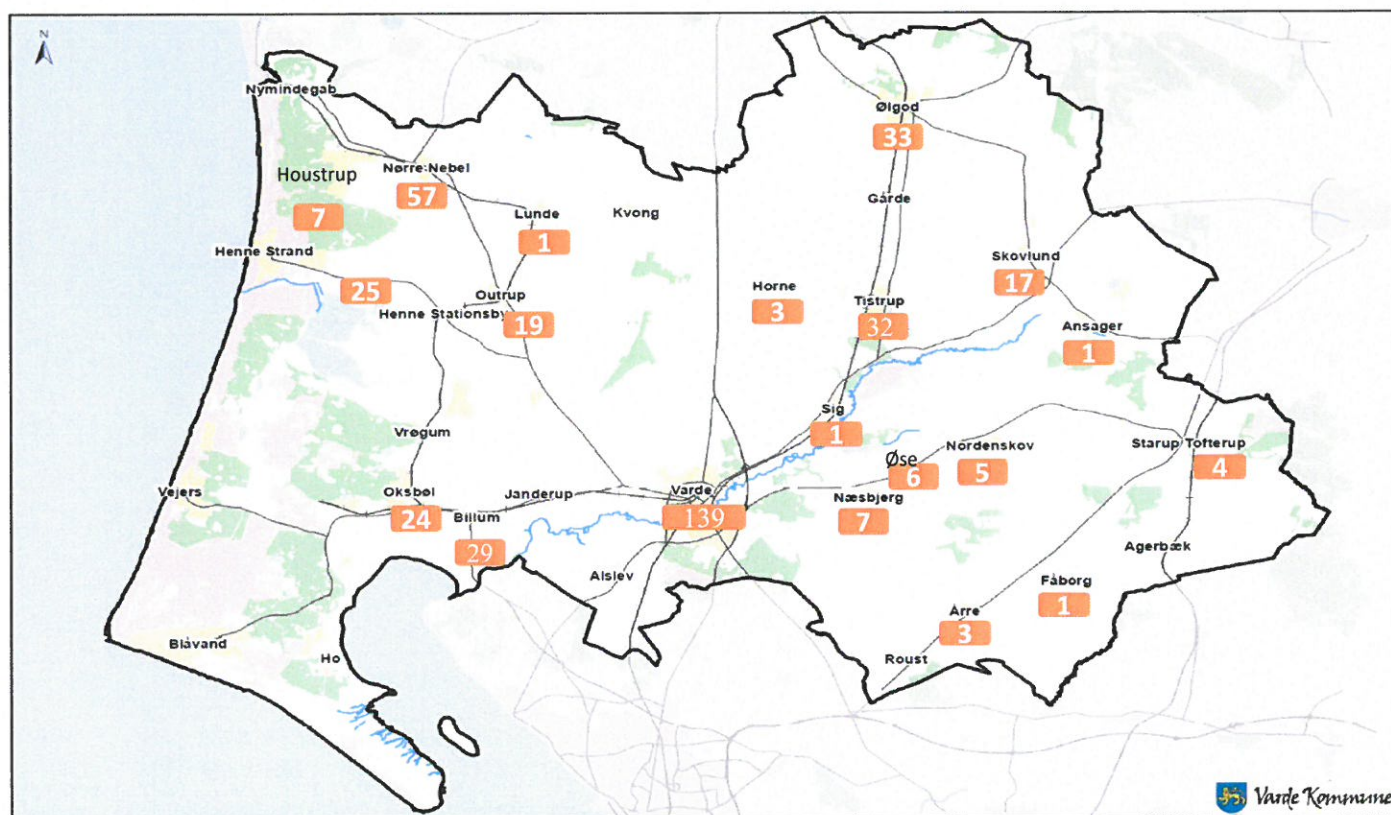 N
Nymindegab
Ølgod
33
Nørre Nebel
57
Houstrup
7
Gårde
Lunde
1
Kvong
Henne Strand
Skovlund
17
25
Horne
3
Outrup
Henne Stationsby
19
Tistrup
32
Ansager
1
Sig
1
Vrøgum
Nordenskov
5
Starup Tofterup
4
Øse
6
Vejers
Oksbøl
24
Janderup
Varde
139
Næsbjerg
7
Billum
29
Agerbæk
Alslev
Fåborg
1
Årre
3
Blåvand
Ho
Roust
Varde Kommune